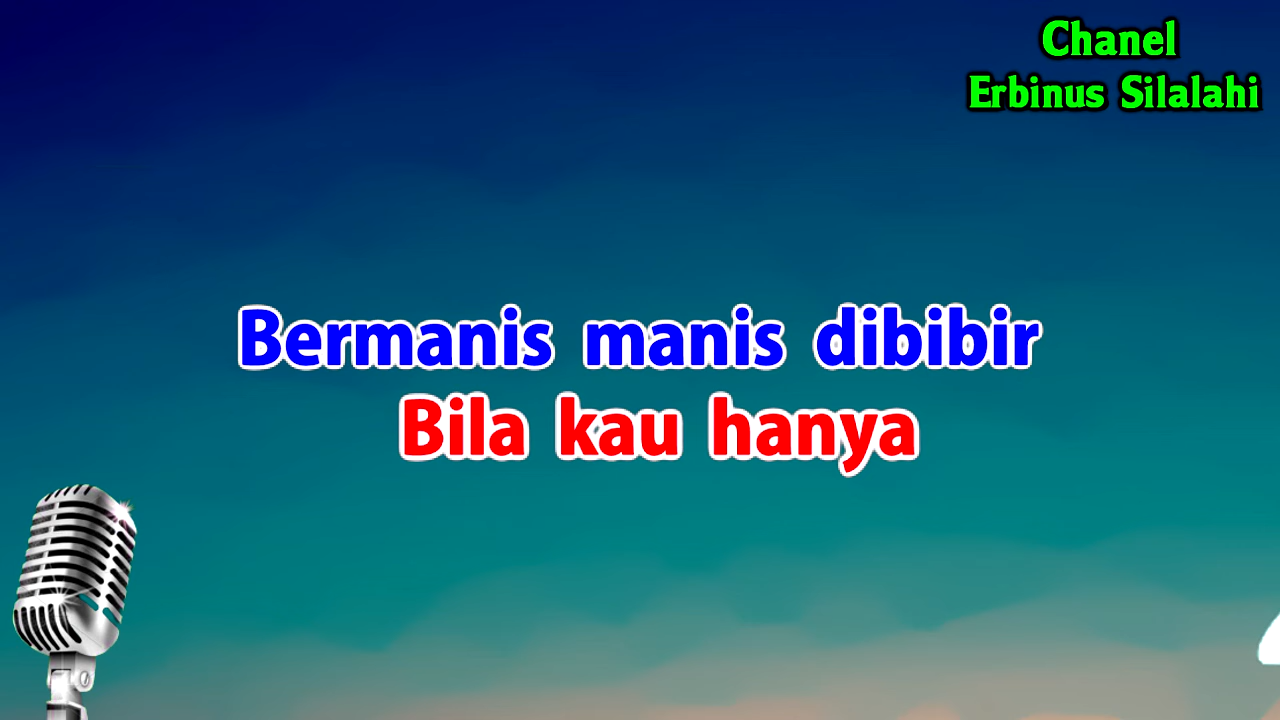 Chanel
Erbinus Silalahi
Bermanis manis dibibir
Bila kau hanya